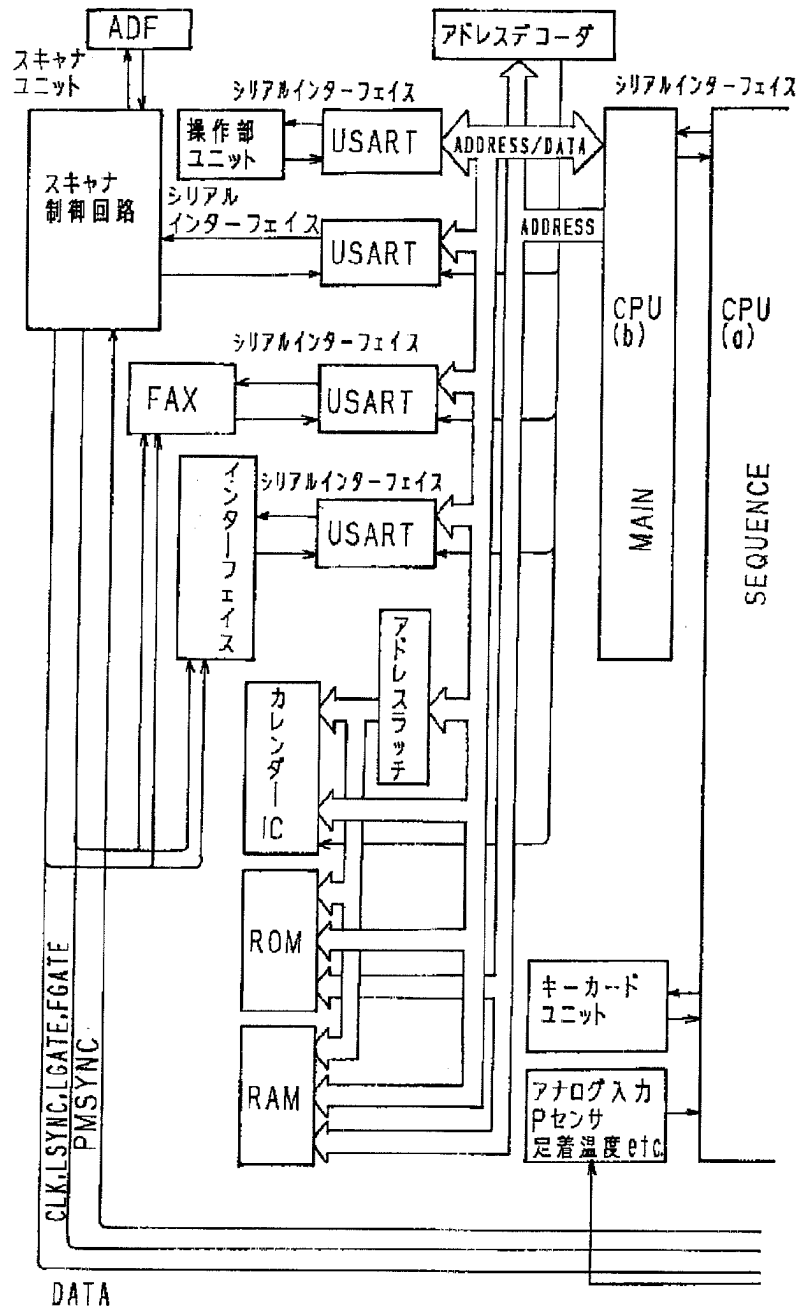 ADF
アドレスデコーダ
スキャナ
ユニット
シリアルインターフェイス
シリアルインターフェイス
操作部
ユニット
USART
ADDRESS/DATA
スキャナ
制御回路
シリアル
インターフェイス
USART
ADDRESS
CPU
(b)
CPU
(a)
シリアルインターフェイス
FAX
USART
インターフェイス
シリアルインターフェイス
USART
MAIN
SEQUENCE
アドレスラッチ
カレンダーIC
ROM
キーカード
ユニット
RAM
アナログ入力
Pセンサ
定着温度etc.
CLK,LSYNC,LGATE,FGATE
PMSYNC
DATA